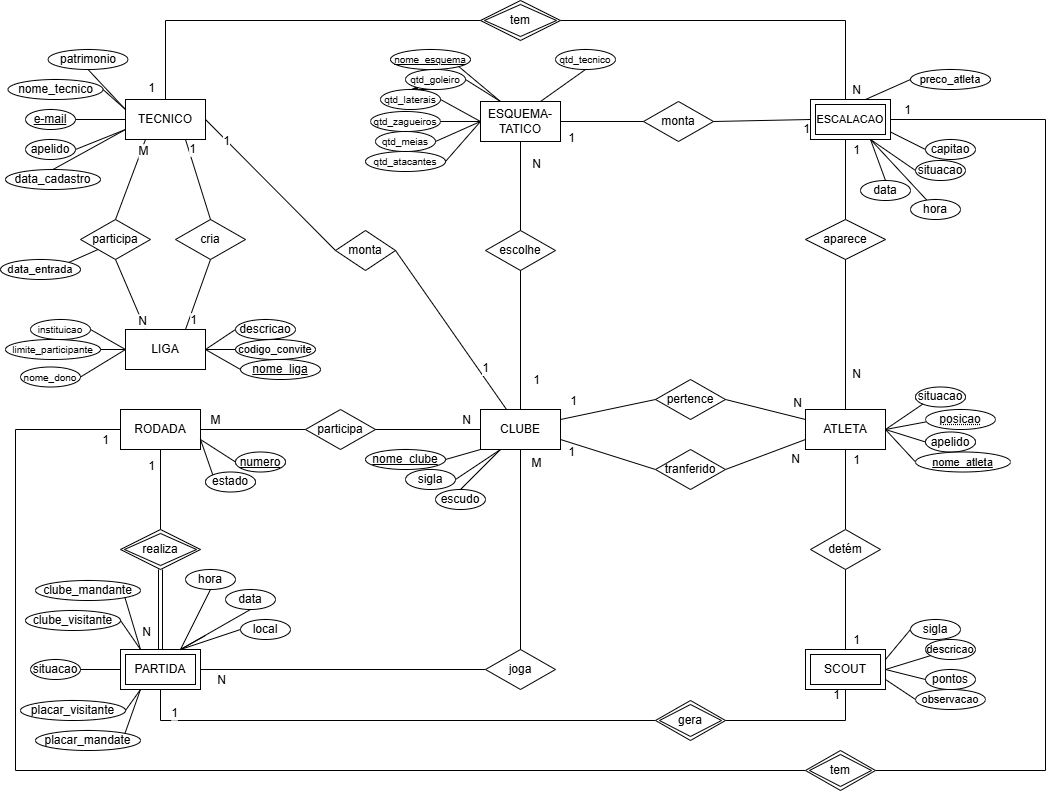 tem
patrimonio
nome_tecnico
e-mail
apelido
data_cadastro
TECNICO
1
M
1
1
nome_esquema
qtd_goleiro
qtd_laterais
qtd_zagueiros
qtd_meias
qtd_atacantes
qtd_tecnico
ESQUEMA-
TATICO
1
N
monta
N
1
1
1
ESCALACAO
preco_atleta
capitao
situacao
data
hora
participa
cria
data_entrada
monta
escolhe
aparece
N
1
instituicao
limite_participante
nome_dono
LIGA
descricao
codigo_convite
nome_liga
1
1
N
RODADA
M
1
1
numero
estado
participa
N
CLUBE
1
1
M
nome_clube
sigla
escudo
pertence
tranferido
N
N
ATLETA
1
situacao
posicao
apelido
nome_atleta
realiza
detém
clube_mandante
clube_visitante
situacao
placar_visitante
placar_mandate
hora
data
local
N
PARTIDA
N
1
joga
gera
1
SCOUT
1
sigla
descricao
pontos
observacao
tem